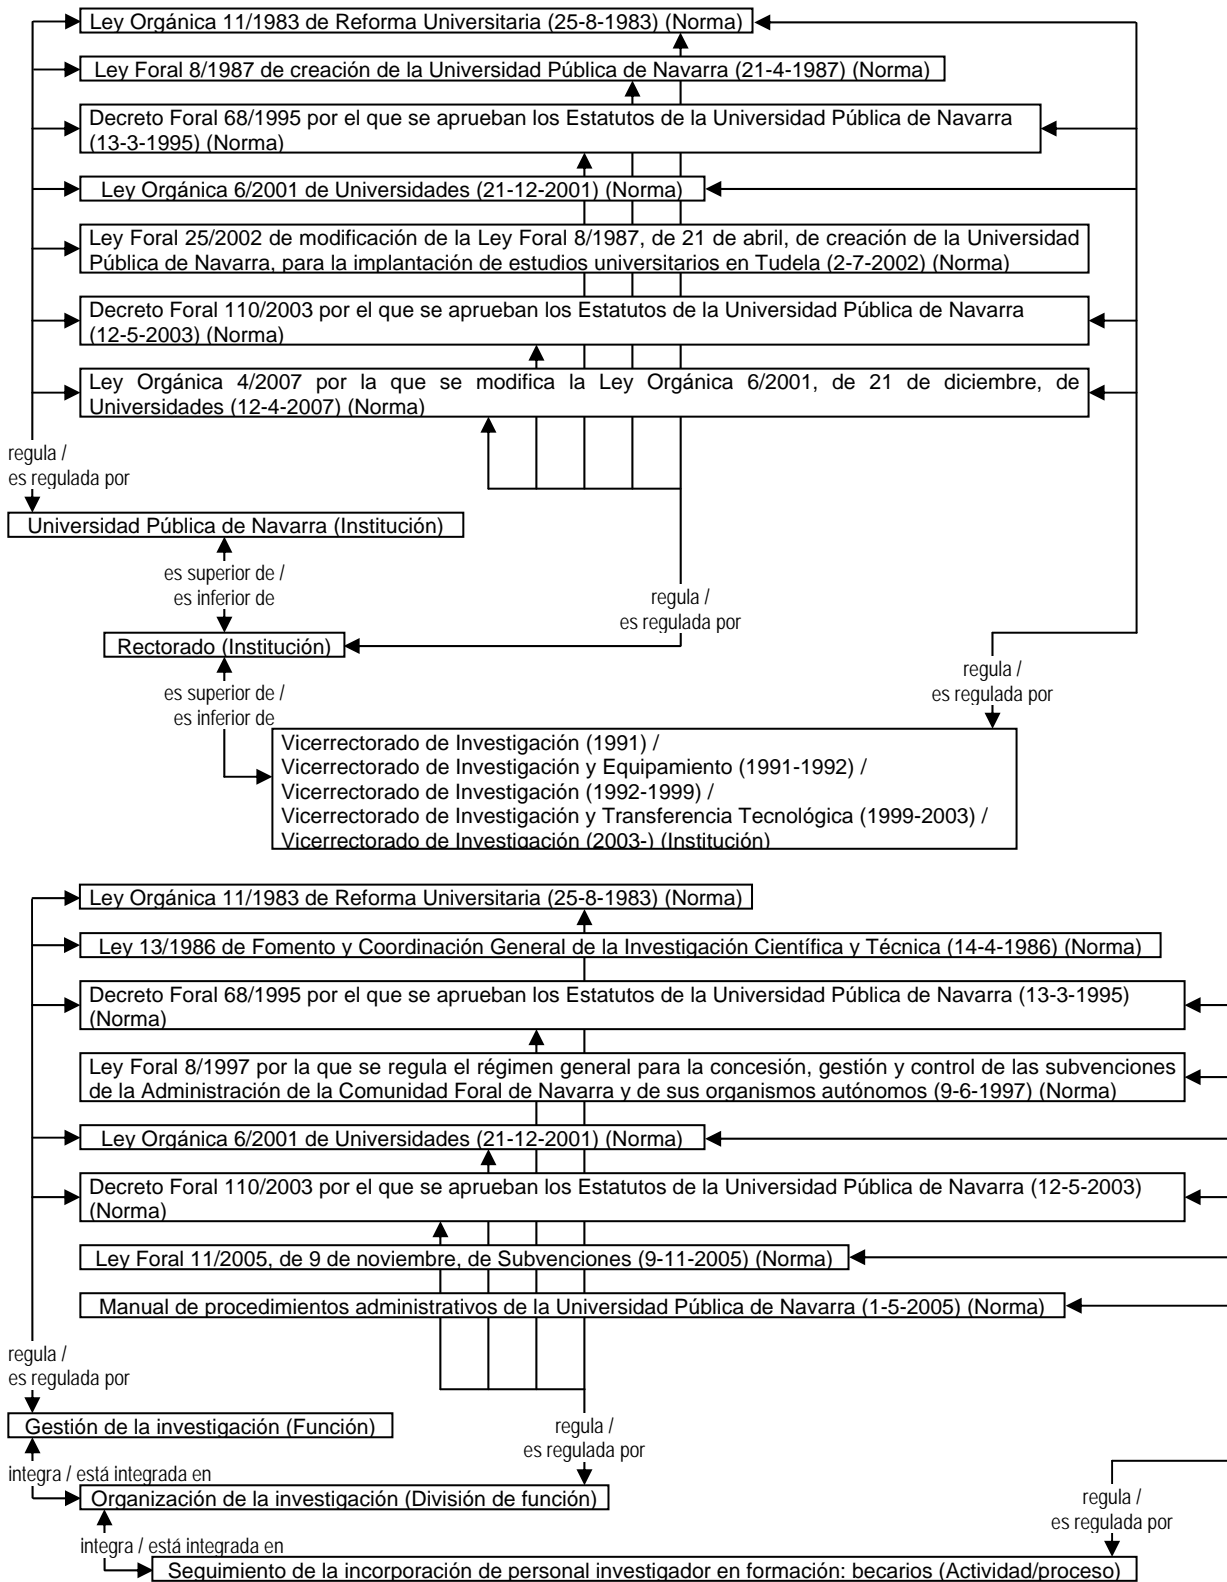 Ley Orgánica 11/1983 de Reforma Universitaria (25-8-1983) (Norma)
Ley Foral 8/1987 de creación de la Universidad Pública de Navarra (21-4-1987) (Norma)
Decreto Foral 68/1995 por el que se aprueban los Estatutos de la Universidad Pública de Navarra
(13-3-1995) (Norma)
Ley Orgánica 6/2001 de Universidades (21-12-2001) (Norma)
Ley Foral 25/2002 de modificación de la Ley Foral 8/1987, de 21 de abril, de creación de la Universidad
Pública de Navarra, para la implantación de estudios universitarios en Tudela (2-7-2002) (Norma)
Decreto Foral 110/2003 por el que se aprueban los Estatutos de la Universidad Pública de Navarra
(12-5-2003) (Norma)
Ley Orgánica 4/2007 por la que se modifica la Ley Orgánica 6/2001, de 21 de diciembre, de
Universidades (12-4-2007) (Norma)
regula /
es regulada por
Universidad Pública de Navarra (Institución)
es superior de /
es inferior de
regula /
es regulada por
Rectorado (Institución)
regula /
es regulada por
es superior de /
es inferior de
Vicerrectorado de Investigación (1991) /
Vicerrectorado de Investigación y Equipamiento (1991-1992) /
Vicerrectorado de Investigación (1992-1999) /
Vicerrectorado de Investigación y Transferencia Tecnológica (1999-2003) /
Vicerrectorado de Investigación (2003-) (Institución)
Ley Orgánica 11/1983 de Reforma Universitaria (25-8-1983) (Norma)
Ley 13/1986 de Fomento y Coordinación General de la Investigación Científica y Técnica (14-4-1986) (Norma)
Decreto Foral 68/1995 por el que se aprueban los Estatutos de la Universidad Pública de Navarra (13-3-1995)
(Norma)
Ley Foral 8/1997 por la que se regula el régimen general para la concesión, gestión y control de las subvenciones
de la Administración de la Comunidad Foral de Navarra y de sus organismos autónomos (9-6-1997) (Norma)
Ley Orgánica 6/2001 de Universidades (21-12-2001) (Norma)
Decreto Foral 110/2003 por el que se aprueban los Estatutos de la Universidad Pública de Navarra (12-5-2003)
(Norma)
Ley Foral 11/2005, de 9 de noviembre, de Subvenciones (9-11-2005) (Norma)
Manual de procedimientos administrativos de la Universidad Pública de Navarra (1-5-2005) (Norma)
regula /
es regulada por
Gestión de la investigación (Función)
regula /
es regulada por
integra / está integrada en
Organización de la investigación (División de función)
regula /
es regulada por
integra / está integrada en
Seguimiento de la incorporación de personal investigador en formación: becarios (Actividad/proceso)